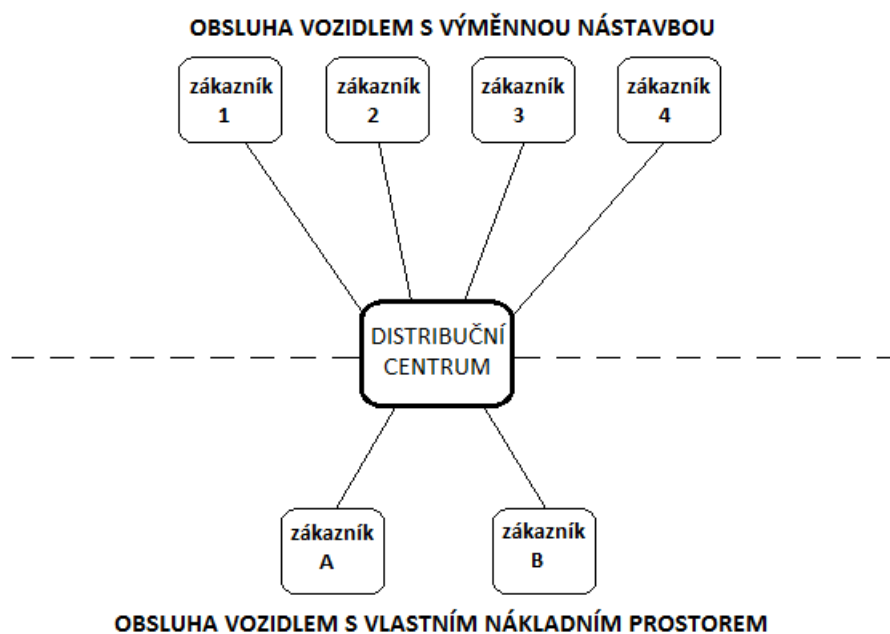 OBSLUHA VOZIDLEM S VÝMĚNNOU NÁSTAVBOU
zákazník
1
zákazník
2
zákazník
3
zákazník
4
DISTRIBUČNÍ
CENTRUM
zákazník
A
zákazník
B
OBSLUHA VOZIDLEM S VLASTNÍM NÁKLADNÍM PROSTOREM